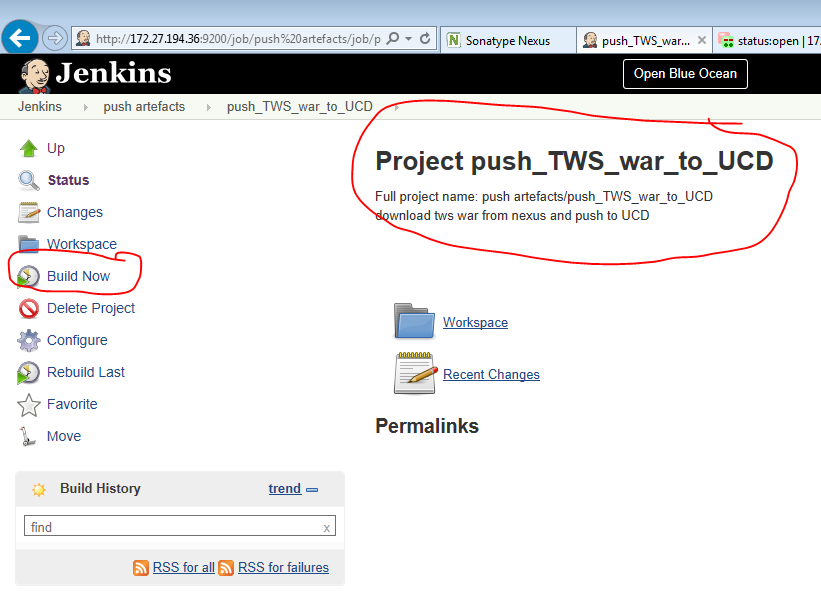 http://172.27.194.36:9200/job/push%20artefacts/job/p
Sonatype Nexus
push_TWS_war...
status:open | 17
Jenkins
Open Blue Ocean
Jenkins push artefacts push_TWS_war_to_UCD
Up
Status
Changes
Workspace
Build Now
Delete Project
Configure
Rebuild Last
Favorite
Move
Project push_TWS_war_to_UCD
Full project name: push artefacts/push_TWS_war_to_UCD
download tws war from nexus and push to UCD
Workspace
Recent Changes
Permalinks
Build History trend
find x
RSS for all RSS for failures